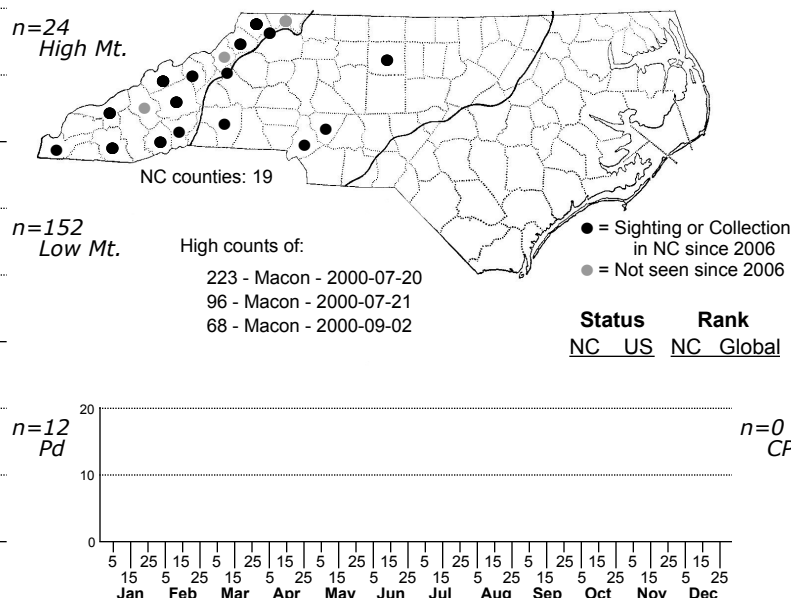 n=24
High Mt.
NC counties: 19
n=152
Low Mt.
High counts of:
223 - Macon - 2000-07-20
96 - Macon - 2000-07-21
68 - Macon - 2000-09-02
● = Sighting or Collection
in NC since 2006
● = Not seen since 2006
Status Rank
NC US NC Global
n=12
Pd
n=0
CP
20
10
0
5 25 15 5 25 15 5 25 15 5 25 15 5 25 15 5 25 15
15 5 25 15 5 25 15 5 25 15 5 25 15 5 25 15 5 25
Jan Feb Mar Apr May Jun Jul Aug Sep Oct Nov Dec